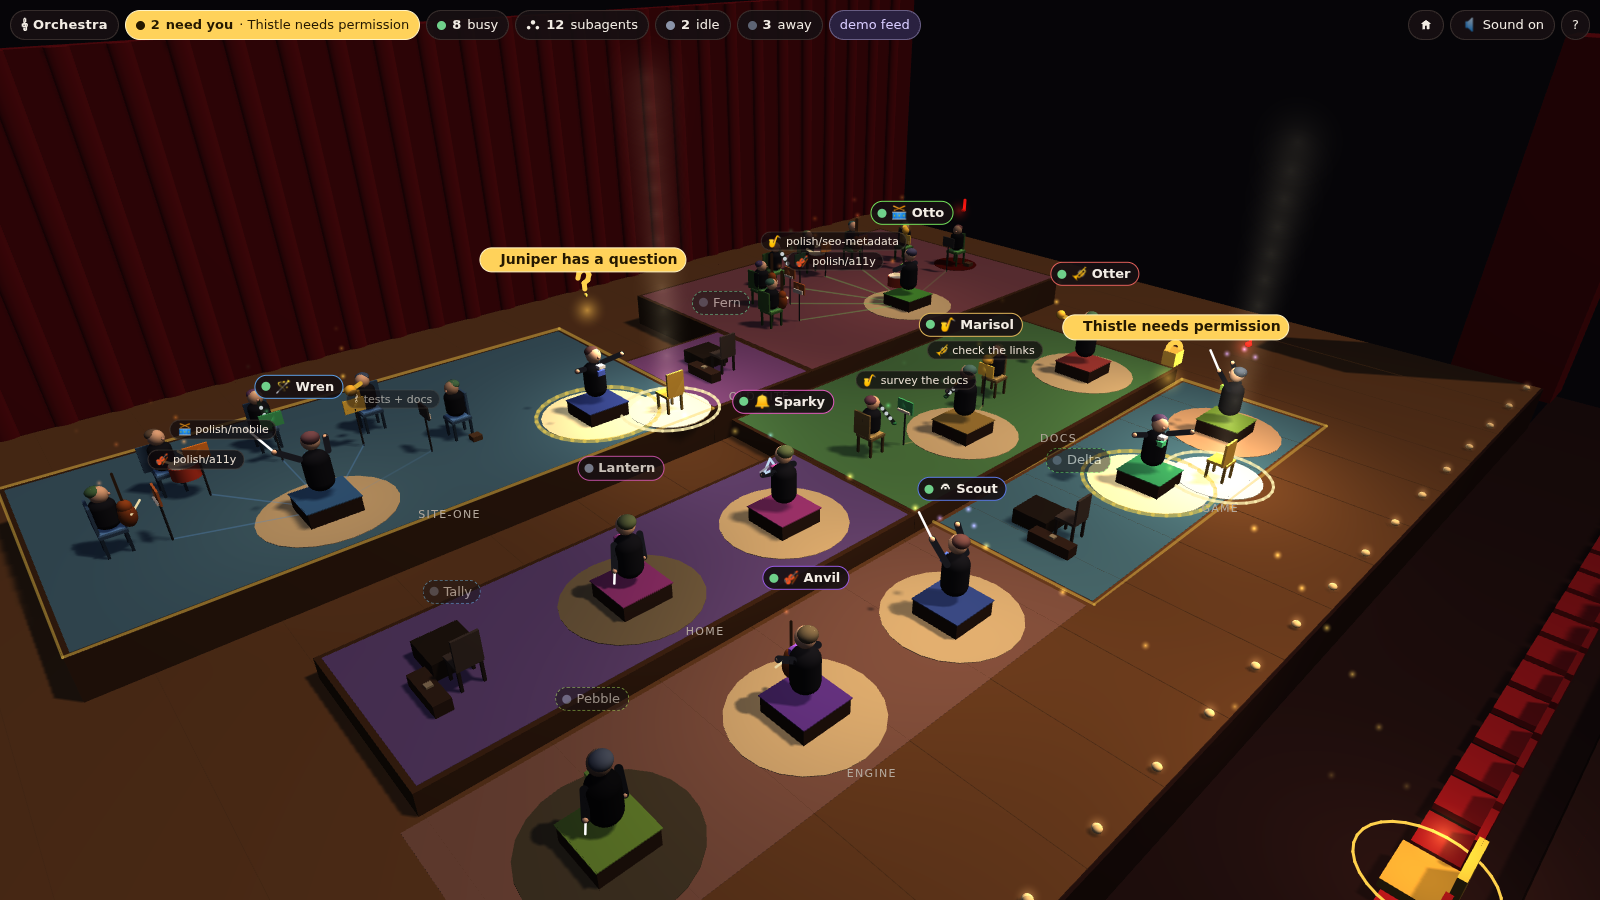 Orchestra
2 need you · Thistle needs permission
8 busy
12 subagents
2 idle
3 away
demo feed
Sound on
?
Otto
polish/seo-metadata
polish/a11y
Juniper has a question
Otter
Fern
Marisol
Thistle needs permission
check the links
survey the docs
Wren
tests + docs
Sparky
polish/mobile
polish/a11y
DOCS
Delta
Lantern
Scout
SITE-ONE
Anvil
Tally
HOME
Pebble
ENGINE